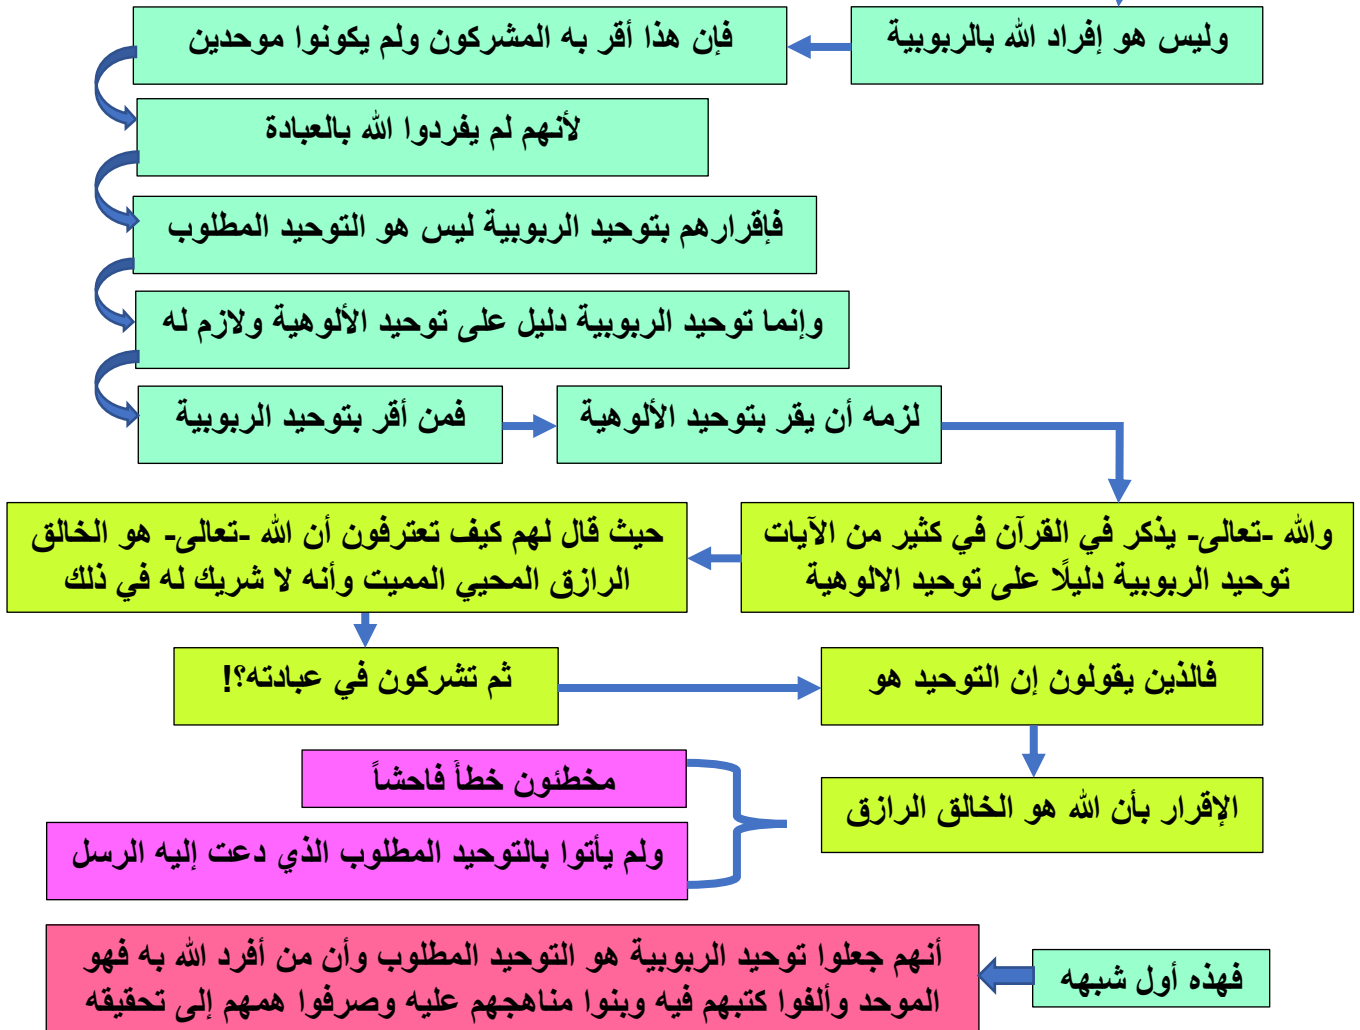 وليس هو إفراد الله بالربوبية
فإن هذا أقر به المشركون ولم يكونوا موحدين
لأنهم لم يفردوا الله بالعبادة
فإقرارهم بتوحيد الربوبية ليس هو التوحيد المطلوب
وإنما توحيد الربوبية دليل على توحيد الألوهية ولازم له
فمن أقر بتوحيد الربوبية
لزمه أن يقر بتوحيد الألوهية
والله -تعالى- يذكر في القرآن في كثير من الآيات
توحيد الربوبية دليلًا على توحيد الالوهية
حيث قال لهم كيف تعترفون أن الله -تعالى- هو الخالق
الرازق المحيي المميت وأنه لا شريك له في ذلك
ثم تشركون في عبادته؟!
فالذين يقولون إن التوحيد هو
الإقرار بأن الله هو الخالق الرازق
مخطئون خطأً فاحشاً
ولم يأتوا بالتوحيد المطلوب الذي دعت إليه الرسل
فهذه أول شبهه
أنهم جعلوا توحيد الربوبية هو التوحيد المطلوب وأن من أفرد الله به فهو
الموحد وألفوا كتبهم فيه وبنوا مناهجهم عليه وصرفوا همهم إلى تحقيقه